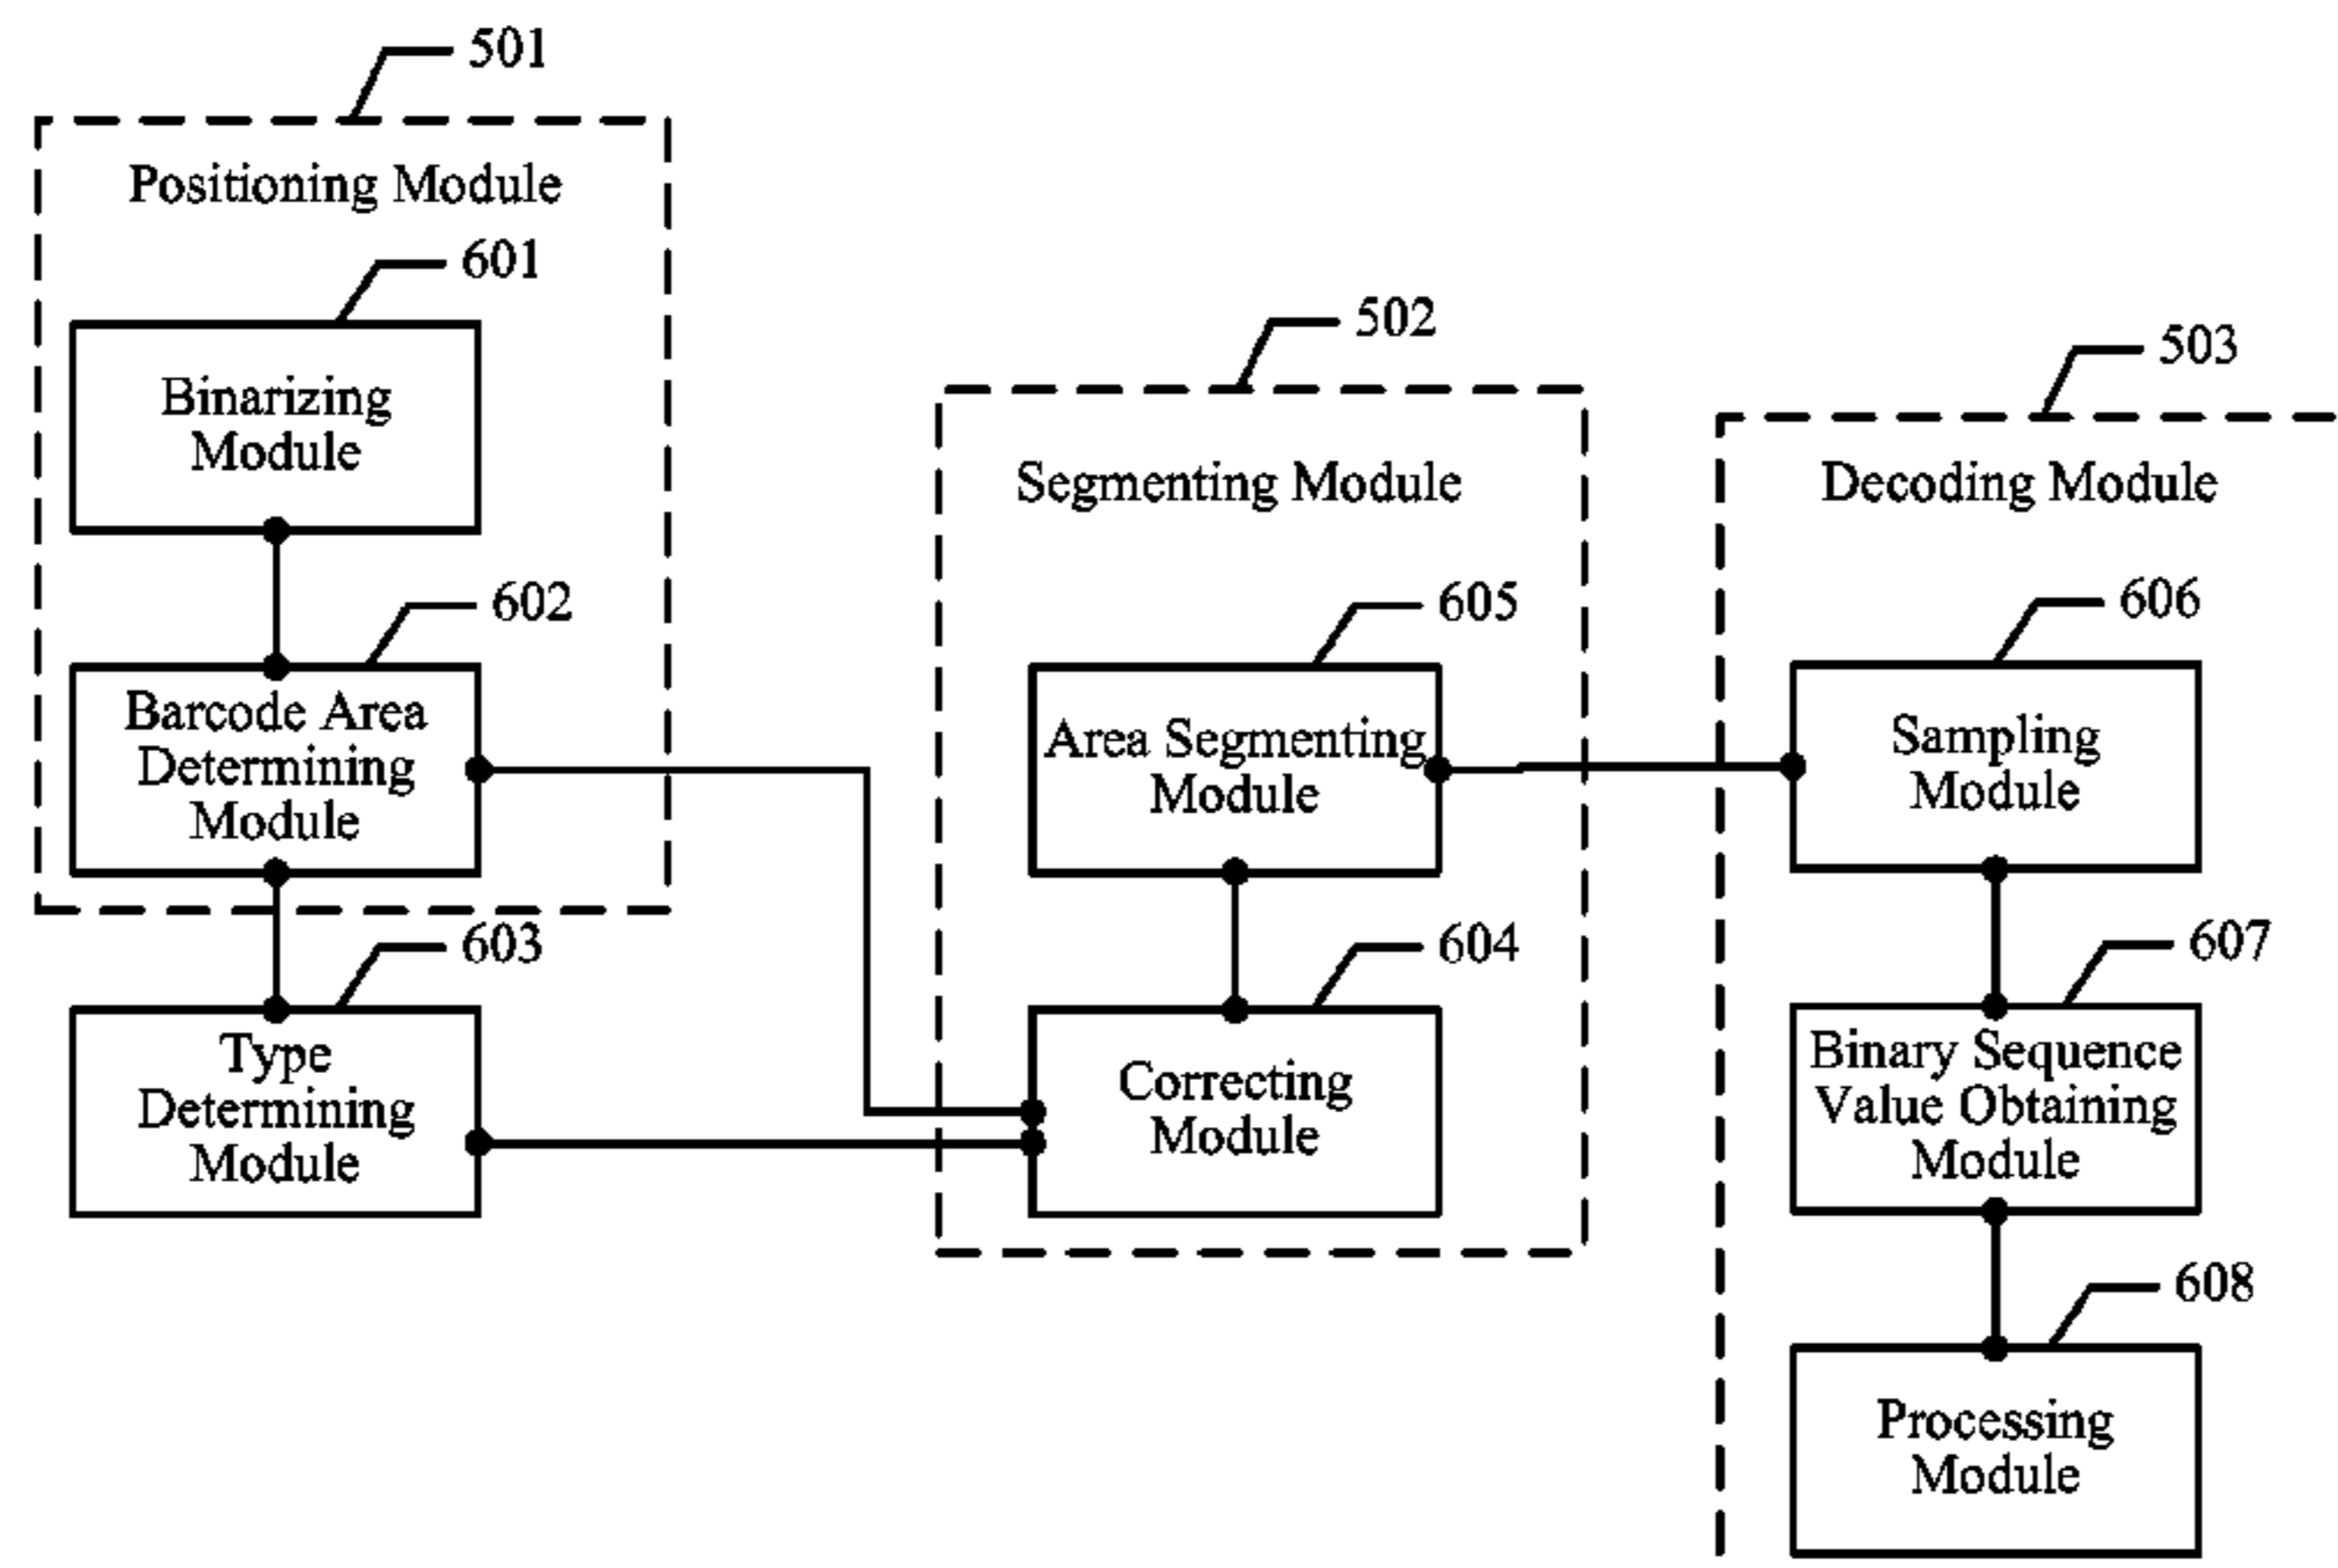 501
Positioning Module
601
Binarizing
Module
602
Barcode Area
Determining
Module
603
Type
Determining
Module
502
Segmenting Module
605
Area Segmenting
Module
604
Correcting
Module
503
Decoding Module
606
Sampling
Module
607
Binary Sequence
Value Obtaining
Module
608
Processing
Module